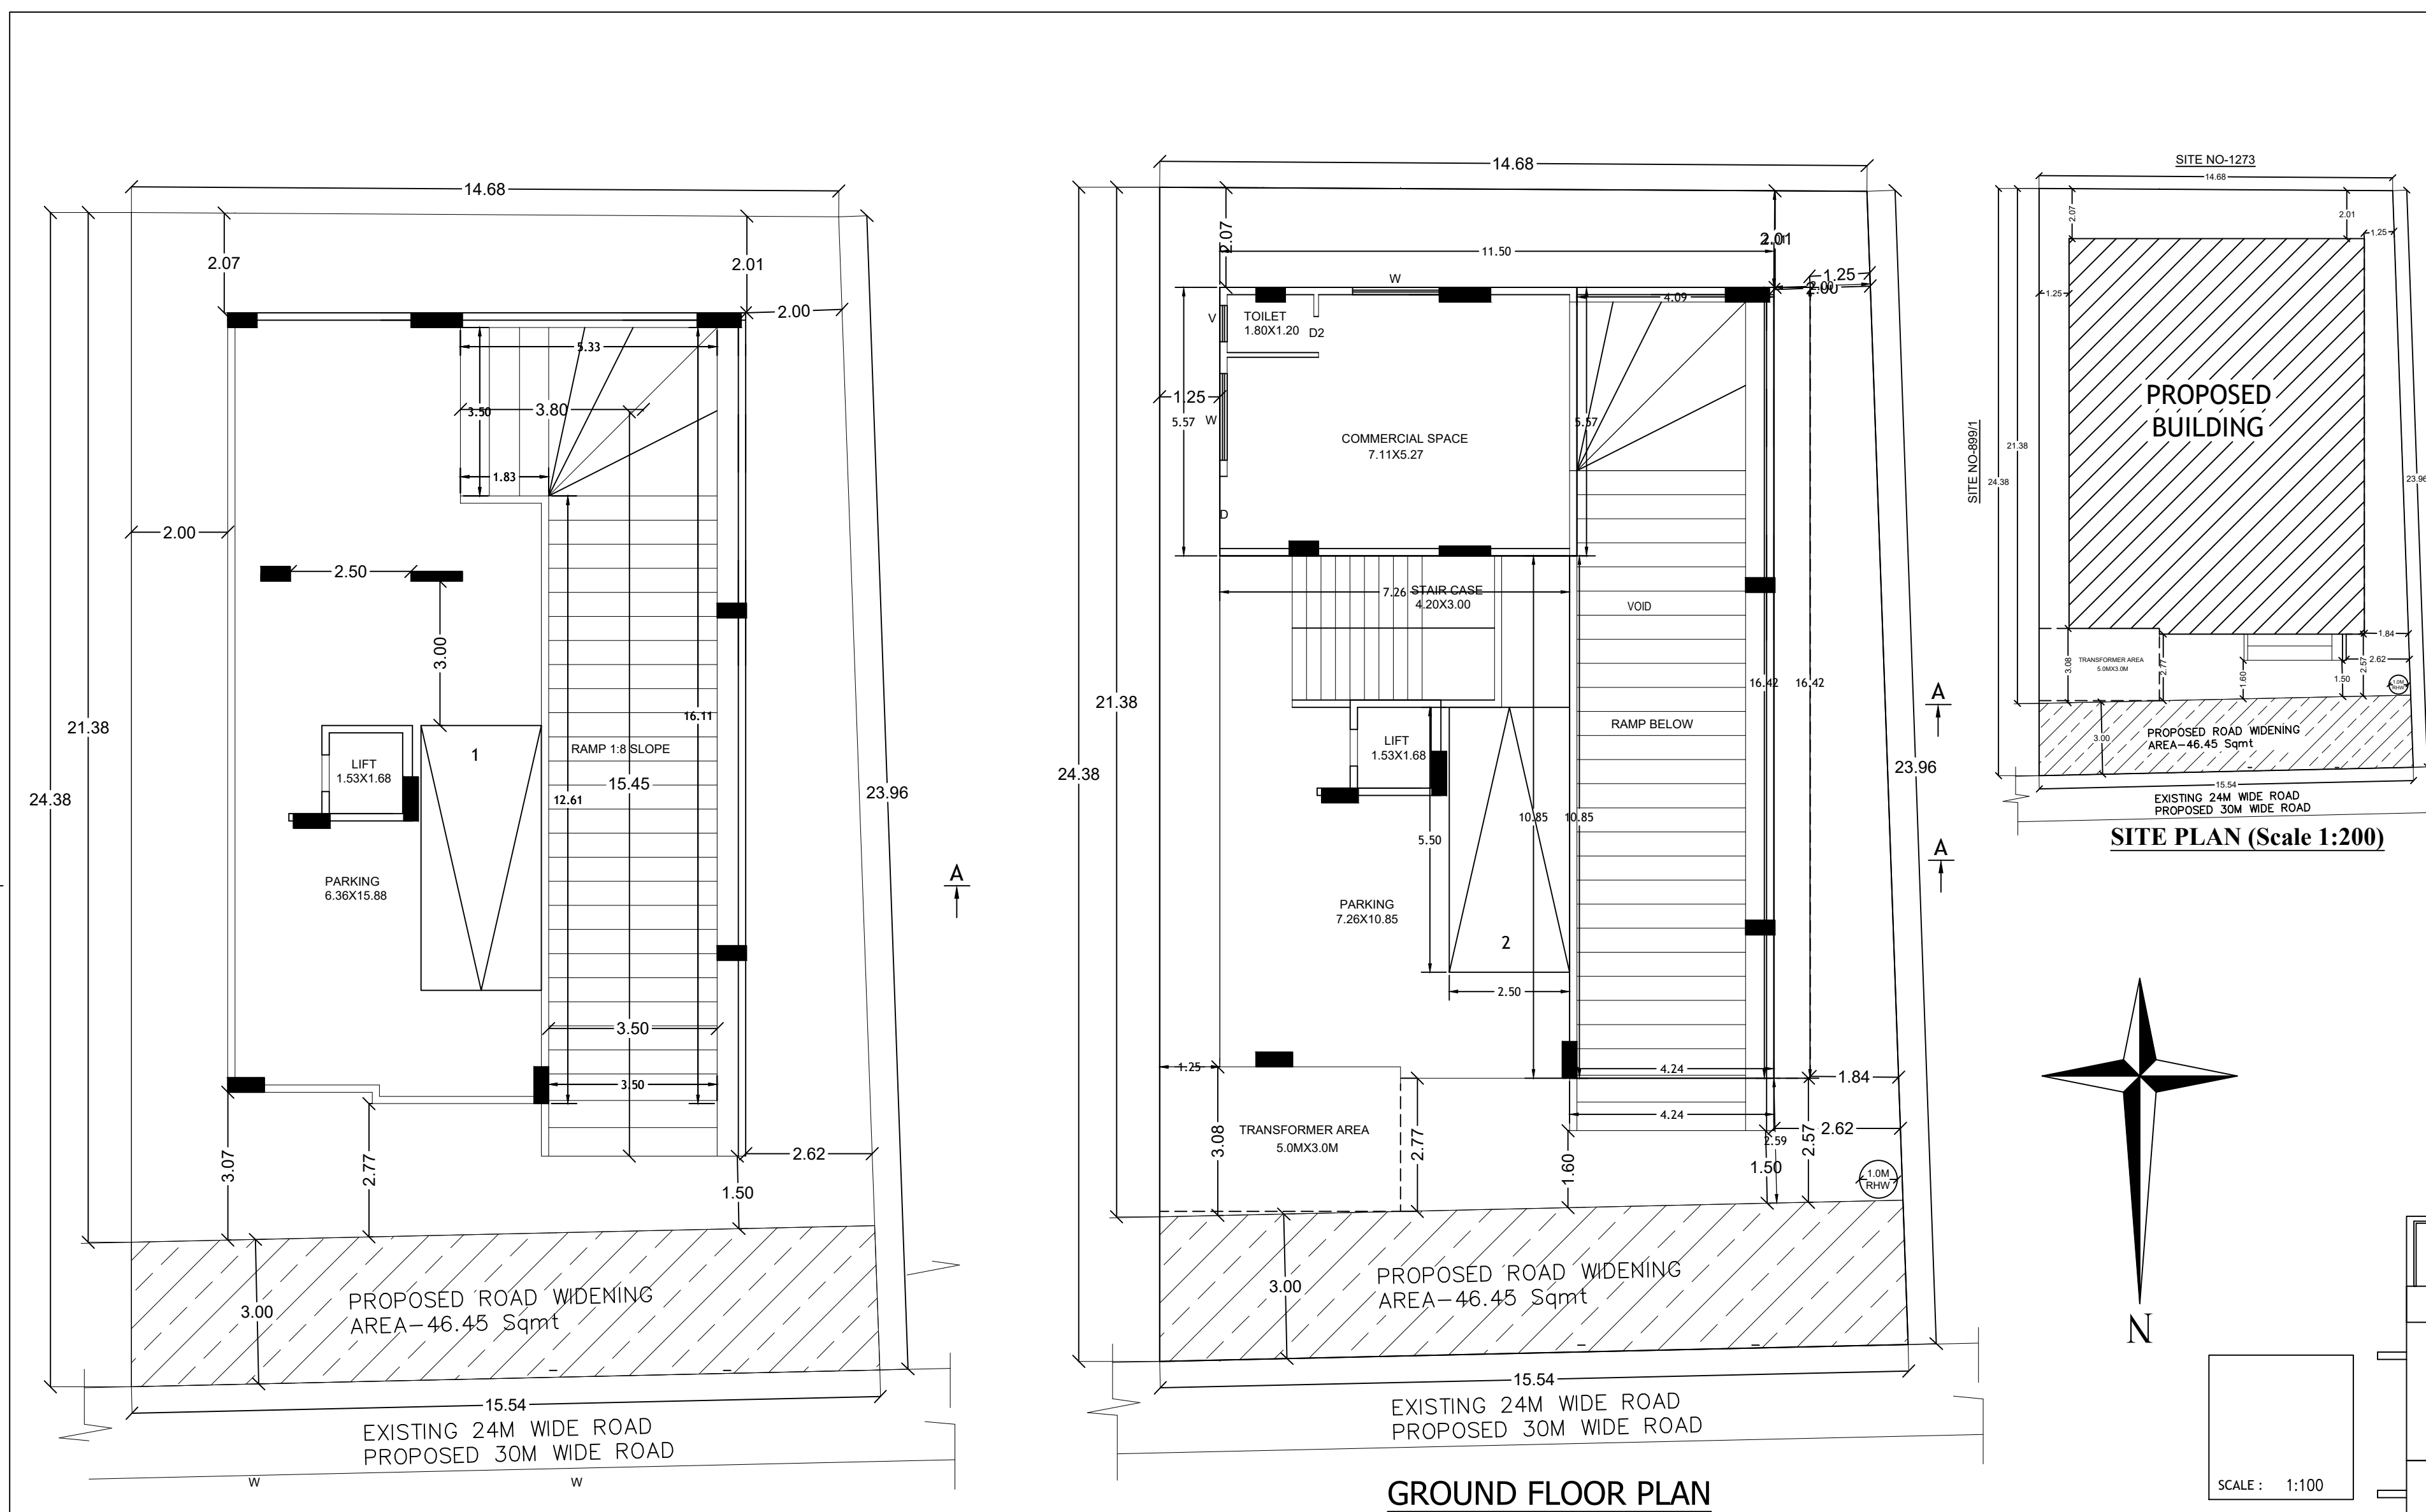 14.68
2.07
2.01
2.00
5.33
3.50
3.80
1.83
2.00
2.50
3.00
21.38
24.38
1
16.11
RAMP 1:8 SLOPE
LIFT
1.53X1.68
15.45
12.61
23.96
PARKING
6.36X15.88
A
3.50
3.50
3.07
2.77
2.62
1.50
3.00
PROPOSED ROAD WIDENING
AREA-46.45 Sqmt
15.54
EXISTING 24M WIDE ROAD
PROPOSED 30M WIDE ROAD
W
W
14.68
2.07
2.01
11.50
1.25
2.00
W
4.09
V
TOILET
1.80X1.20
D2
1.25
5.57
W
5.57
COMMERCIAL SPACE
7.11X5.27
D
7.26
STAIR CASE
4.20X3.00
VOID
16.42
16.42
A
21.38
RAMP BELOW
LIFT
1.53X1.68
24.38
23.96
10.85
10.85
5.50
A
PARKING
7.26X10.85
2
2.50
1.25
4.24
1.84
4.24
TRANSFORMER AREA
5.0MX3.0M
3.08
2.77
1.60
2.59
2.57
2.62
1.50
1.0M
RHW
3.00
PROPOSED ROAD WIDENING
AREA-46.45 Sqmt
15.54
EXISTING 24M WIDE ROAD
PROPOSED 30M WIDE ROAD
GROUND FLOOR PLAN
SITE NO-1273
14.68
2.07
2.01
1.25
1.25
PROPOSED
BUILDING
SITE NO-899/1
21.38
24.38
23.96
1.84
TRANSFORMER AREA
5.0MX3.0M
3.08
2.77
1.60
1.50
2.57
2.62
1.0M
RHW
3.00
PROPOSED ROAD WIDENING
AREA-46.45 Sqmt
15.54
EXISTING 24M WIDE ROAD
PROPOSED 30M WIDE ROAD
SITE PLAN (Scale 1:200)
N
SCALE : 1:100